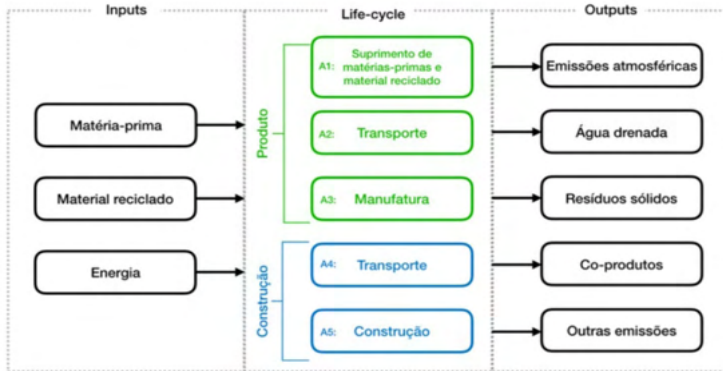 Inputs
Life-cycle
Outputs
Matéria-prima
Material reciclado
Energia
Produto
A1: Suprimento de
matérias-primas e
material reciclado
A2: Transporte
A3: Manufatura
Construção
A4: Transporte
A5: Construção
Emissões atmosféricas
Água drenada
Resíduos sólidos
Co-produtos
Outras emissões